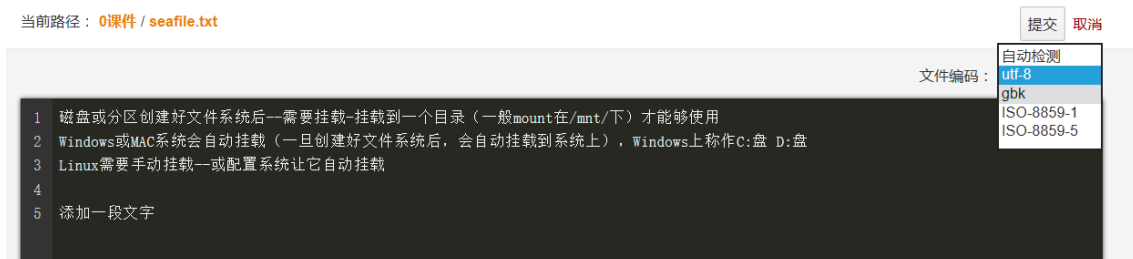 当前路径： 0课件 / seafile.txt
提交 取消
文件编码：
自动检测
utf-8
gbk
ISO-8859-1
ISO-8859-5
1 磁盘或分区创建好文件系统后--需要挂载-挂载到一个目录（一般mount在/mnt/下）才能够使用
2 Windows或MAC系统会自动挂载（一旦创建好文件系统后，会自动挂载到系统上），Windows上称作C:盘 D:盘
3 Linux需要手动挂载--或配置系统让它自动挂载
4
5 添加一段文字